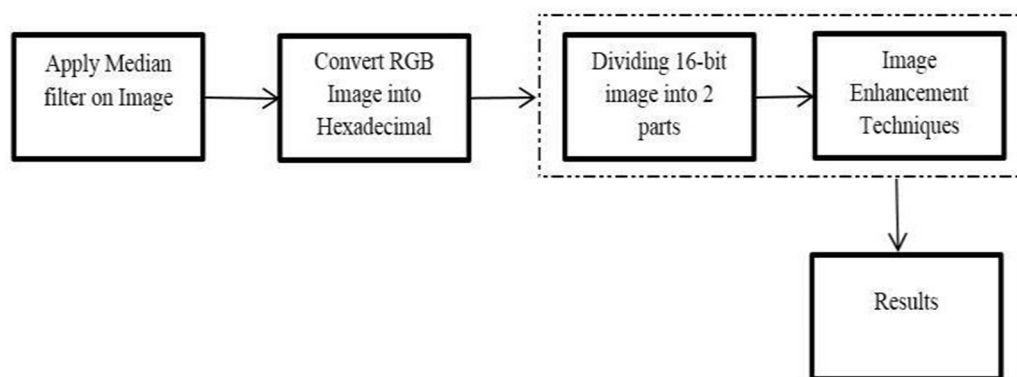 Apply Median
filter on Image
Convert RGB
Image into
Hexadecimal
Dividing 16-bit
image into 2
parts
Image
Enhancement
Techniques
Results